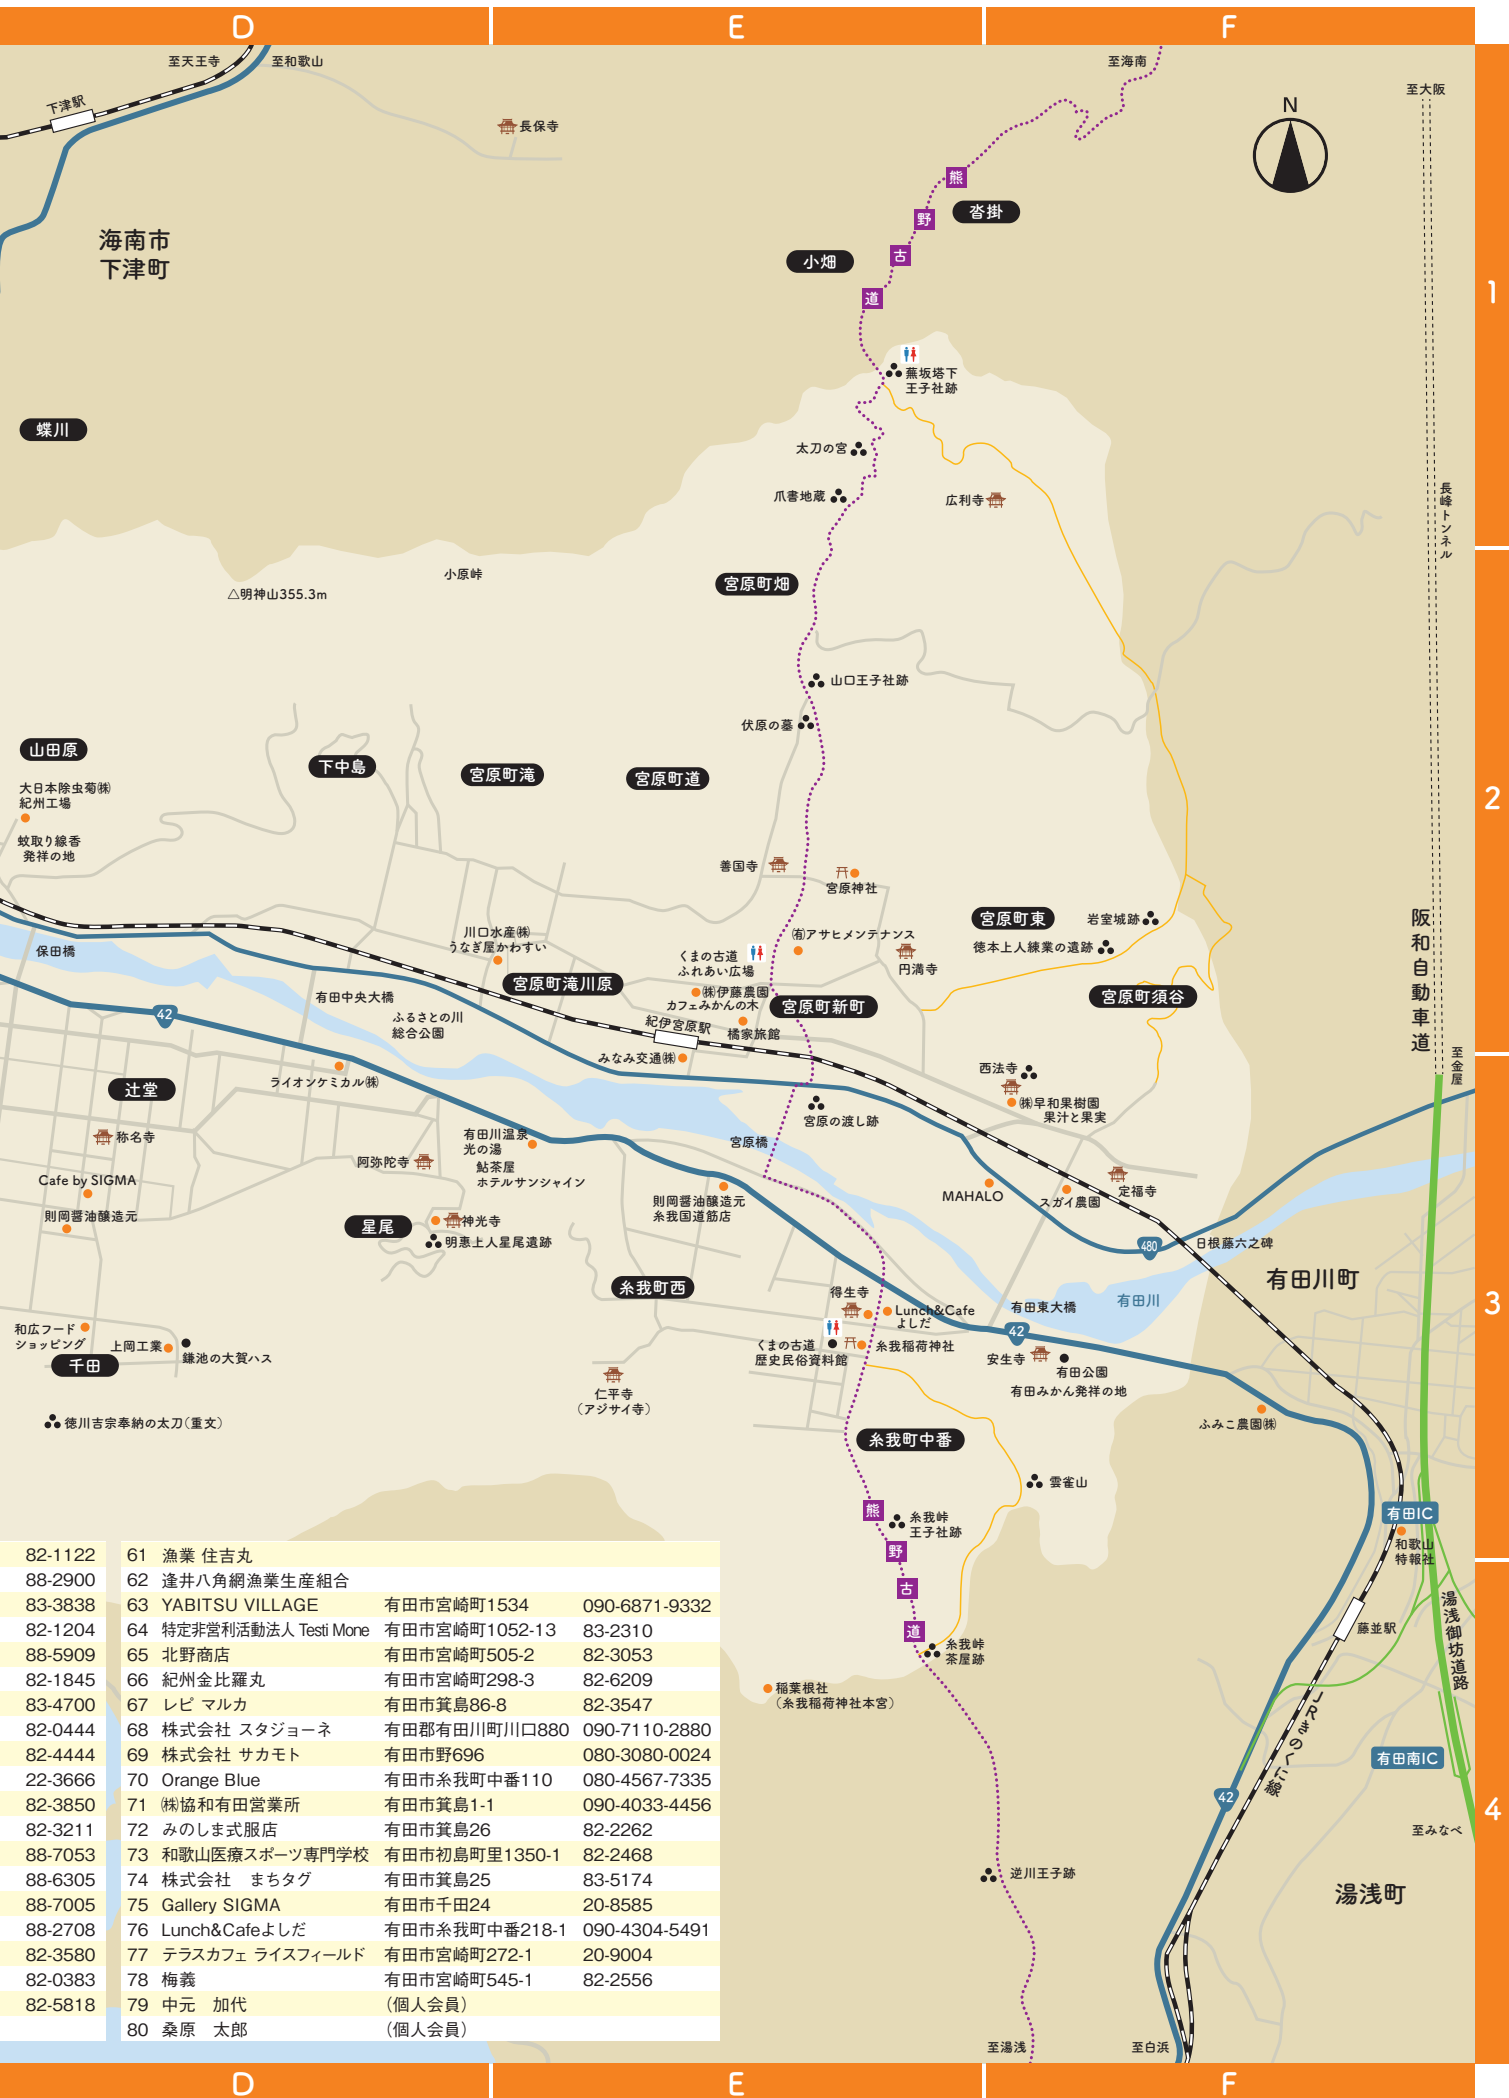 D
E
F
至天王寺
至和歌山
至海南
至大阪
下津駅
長保寺
N
熊
野
古
道
沓掛
小畑
海南市
下津町
1
蕪坂塔下
王子社跡
蝶川
太刀の宮
爪書地蔵
広利寺
長峰トンネル
小原峠
△明神山355.3m
宮原町畑
山口王子社跡
伏原の墓
山田原
下中島
宮原町滝
宮原町道
2
大日本除虫菊㈱
紀州工場
蚊取り線香
発祥の地
善国寺
宮原神社
宮原町東
岩室城跡
徳本上人練業の遺跡
阪和自動車道
保田橋
川口水産㈱
うなぎ屋かわすい
くまの古道
ふれあい広場
㈲アサヒメンテナンス
円満寺
宮原町滝川原
㈱伊藤農園
カフェみかんの木
宮原町新町
宮原町須谷
有田中央大橋
42
ふるさとの川
総合公園
紀伊宮原駅
橘家旅館
みなみ交通㈱
至金屋
西法寺
㈱早和果樹園
果汁と果実
ライオンケミカル㈱
辻堂
宮原の渡し跡
称名寺
有田川温泉
光の湯
鮎茶屋
ホテルサンシャイン
宮原橋
阿弥陀寺
Cafe by SIGMA
則岡醤油醸造元
則岡醤油醸造元
糸我国道筋店
MAHALO
スガイ農園
定福寺
星尾
神光寺
明恵上人星尾遺跡
480
日根藤六之碑
有田川町
糸我町西
得生寺
Lunch&Cafe
よしだ
有田東大橋
有田川
3
和広フード
ショッピング
上岡工業
鎌池の大賀ハス
くまの古道
歴史民俗資料館
糸我稲荷神社
42
安生寺
有田公園
有田みかん発祥の地
千田
仁平寺
（アジサイ寺）
徳川吉宗奉納の太刀（重文）
ふみこ農園㈱
糸我町中番
雲雀山
熊
野
古
道
糸我峠
王子社跡
有田IC
和歌山
特報社
湯浅御坊道路
藤並駅
糸我峠
茶屋跡
稲葉根社
（糸我稲荷神社本宮）
JRきのくに線
有田南IC
42
4
至みなべ
逆川王子跡
湯浅町
至湯浅
至白浜
82-1122 61 漁業 住吉丸
88-2900 62 逢井八角網漁業生産組合
83-3838 63 YABITSU VILLAGE 有田市宮崎町1534 090-6871-9332
82-1204 64 特定非営利活動法人 Testi Mone 有田市宮崎町1052-13 83-2310
88-5909 65 北野商店 有田市宮崎町505-2 82-3053
82-1845 66 紀州金比羅丸 有田市宮崎町298-3 82-6209
83-4700 67 レピ マルカ 有田市箕島86-8 82-3547
82-0444 68 株式会社 スタジョーネ 有田郡有田川町川口880 090-7110-2880
82-4444 69 株式会社 サカモト 有田市野696 080-3080-0024
22-3666 70 Orange Blue 有田市糸我町中番110 080-4567-7335
82-3850 71 ㈱協和有田営業所 有田市箕島1-1 090-4033-4456
82-3211 72 みのしま式服店 有田市箕島26 82-2262
88-7053 73 和歌山医療スポーツ専門学校 有田市初島町里1350-1 82-2468
88-6305 74 株式会社　まちタグ 有田市箕島25 83-5174
88-7005 75 Gallery SIGMA 有田市千田24 20-8585
88-2708 76 Lunch&Cafeよしだ 有田市糸我町中番218-1 090-4304-5491
82-3580 77 テラスカフェ ライスフィールド 有田市宮崎町272-1 20-9004
82-0383 78 梅義 有田市宮崎町545-1 82-2556
82-5818 79 中元　加代 （個人会員）
80 桑原　太郎 （個人会員）
D
E
F